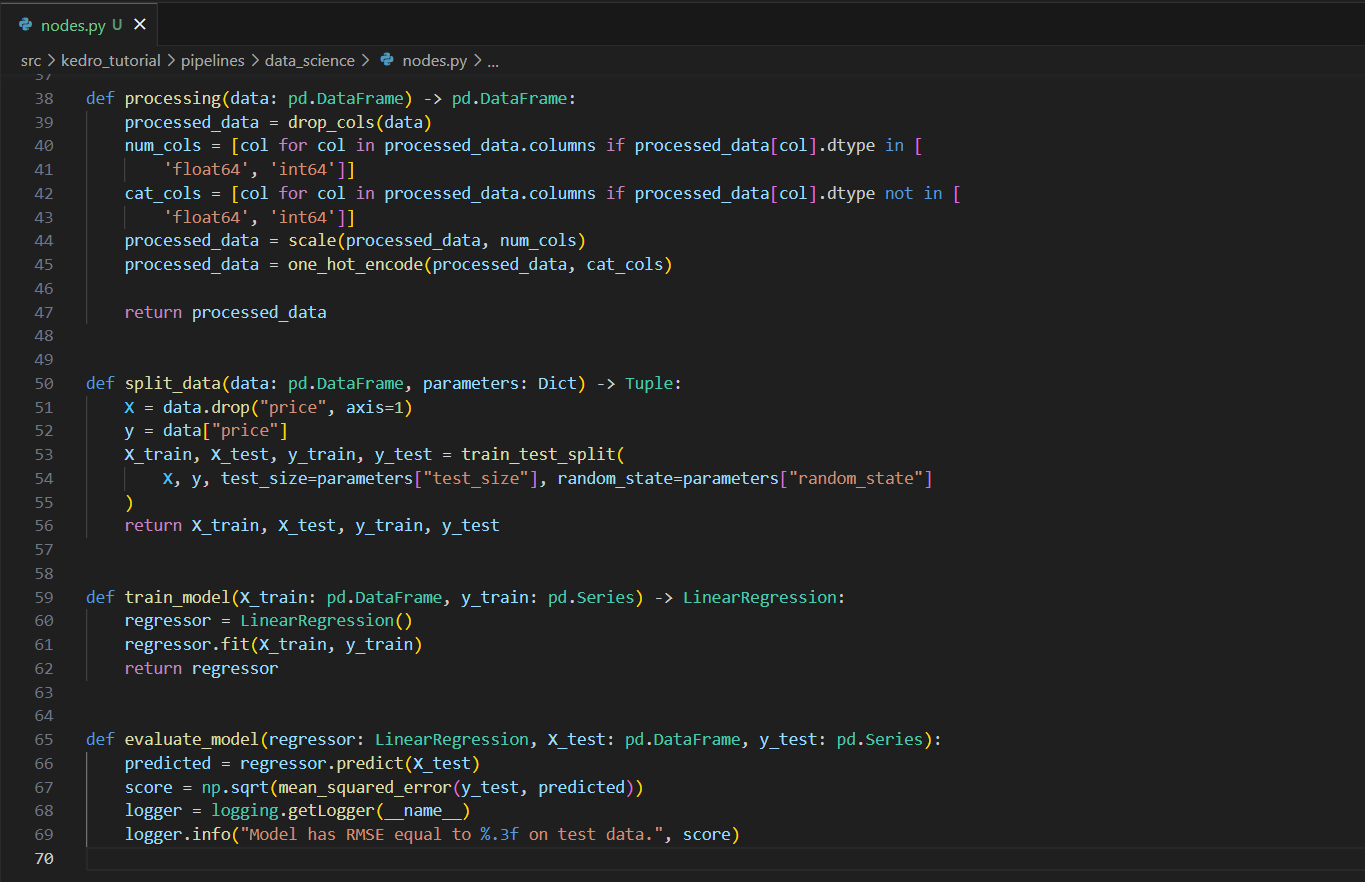 nodes.py U ×
src > kedro_tutorial > pipelines > data_science > nodes.py > ...
37
38 def processing(data: pd.DataFrame) -> pd.DataFrame:
39     processed_data = drop_cols(data)
40     num_cols = [col for col in processed_data.columns if processed_data[col].dtype in [
41         'float64', 'int64']]
42     cat_cols = [col for col in processed_data.columns if processed_data[col].dtype not in [
43         'float64', 'int64']]
44     processed_data = scale(processed_data, num_cols)
45     processed_data = one_hot_encode(processed_data, cat_cols)
46
47     return processed_data
48
49
50 def split_data(data: pd.DataFrame, parameters: Dict) -> Tuple:
51     X = data.drop("price", axis=1)
52     y = data["price"]
53     X_train, X_test, y_train, y_test = train_test_split(
54         X, y, test_size=parameters["test_size"], random_state=parameters["random_state"]
55     )
56     return X_train, X_test, y_train, y_test
57
58
59 def train_model(X_train: pd.DataFrame, y_train: pd.Series) -> LinearRegression:
60     regressor = LinearRegression()
61     regressor.fit(X_train, y_train)
62     return regressor
63
64
65 def evaluate_model(regressor: LinearRegression, X_test: pd.DataFrame, y_test: pd.Series):
66     predicted = regressor.predict(X_test)
67     score = np.sqrt(mean_squared_error(y_test, predicted))
68     logger = logging.getLogger(__name__)
69     logger.info("Model has RMSE equal to %.3f on test data.", score)
70